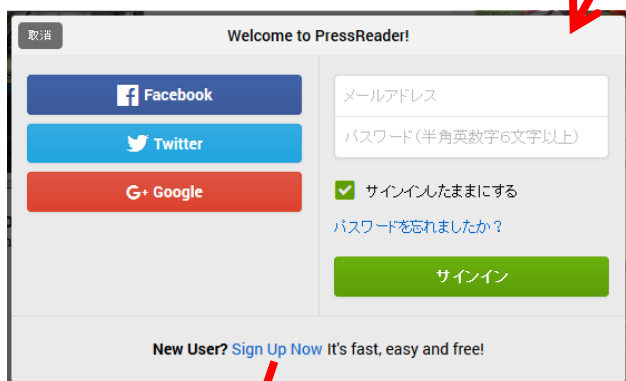 取消
Welcome to PressReader!
Facebook
Twitter
G+ Google
メールアドレス
パスワード(半角英数字6文字以上)
サインインしたままにする
パスワードを忘れましたか?
サインイン
New User? Sign Up Now It's fast, easy and free!